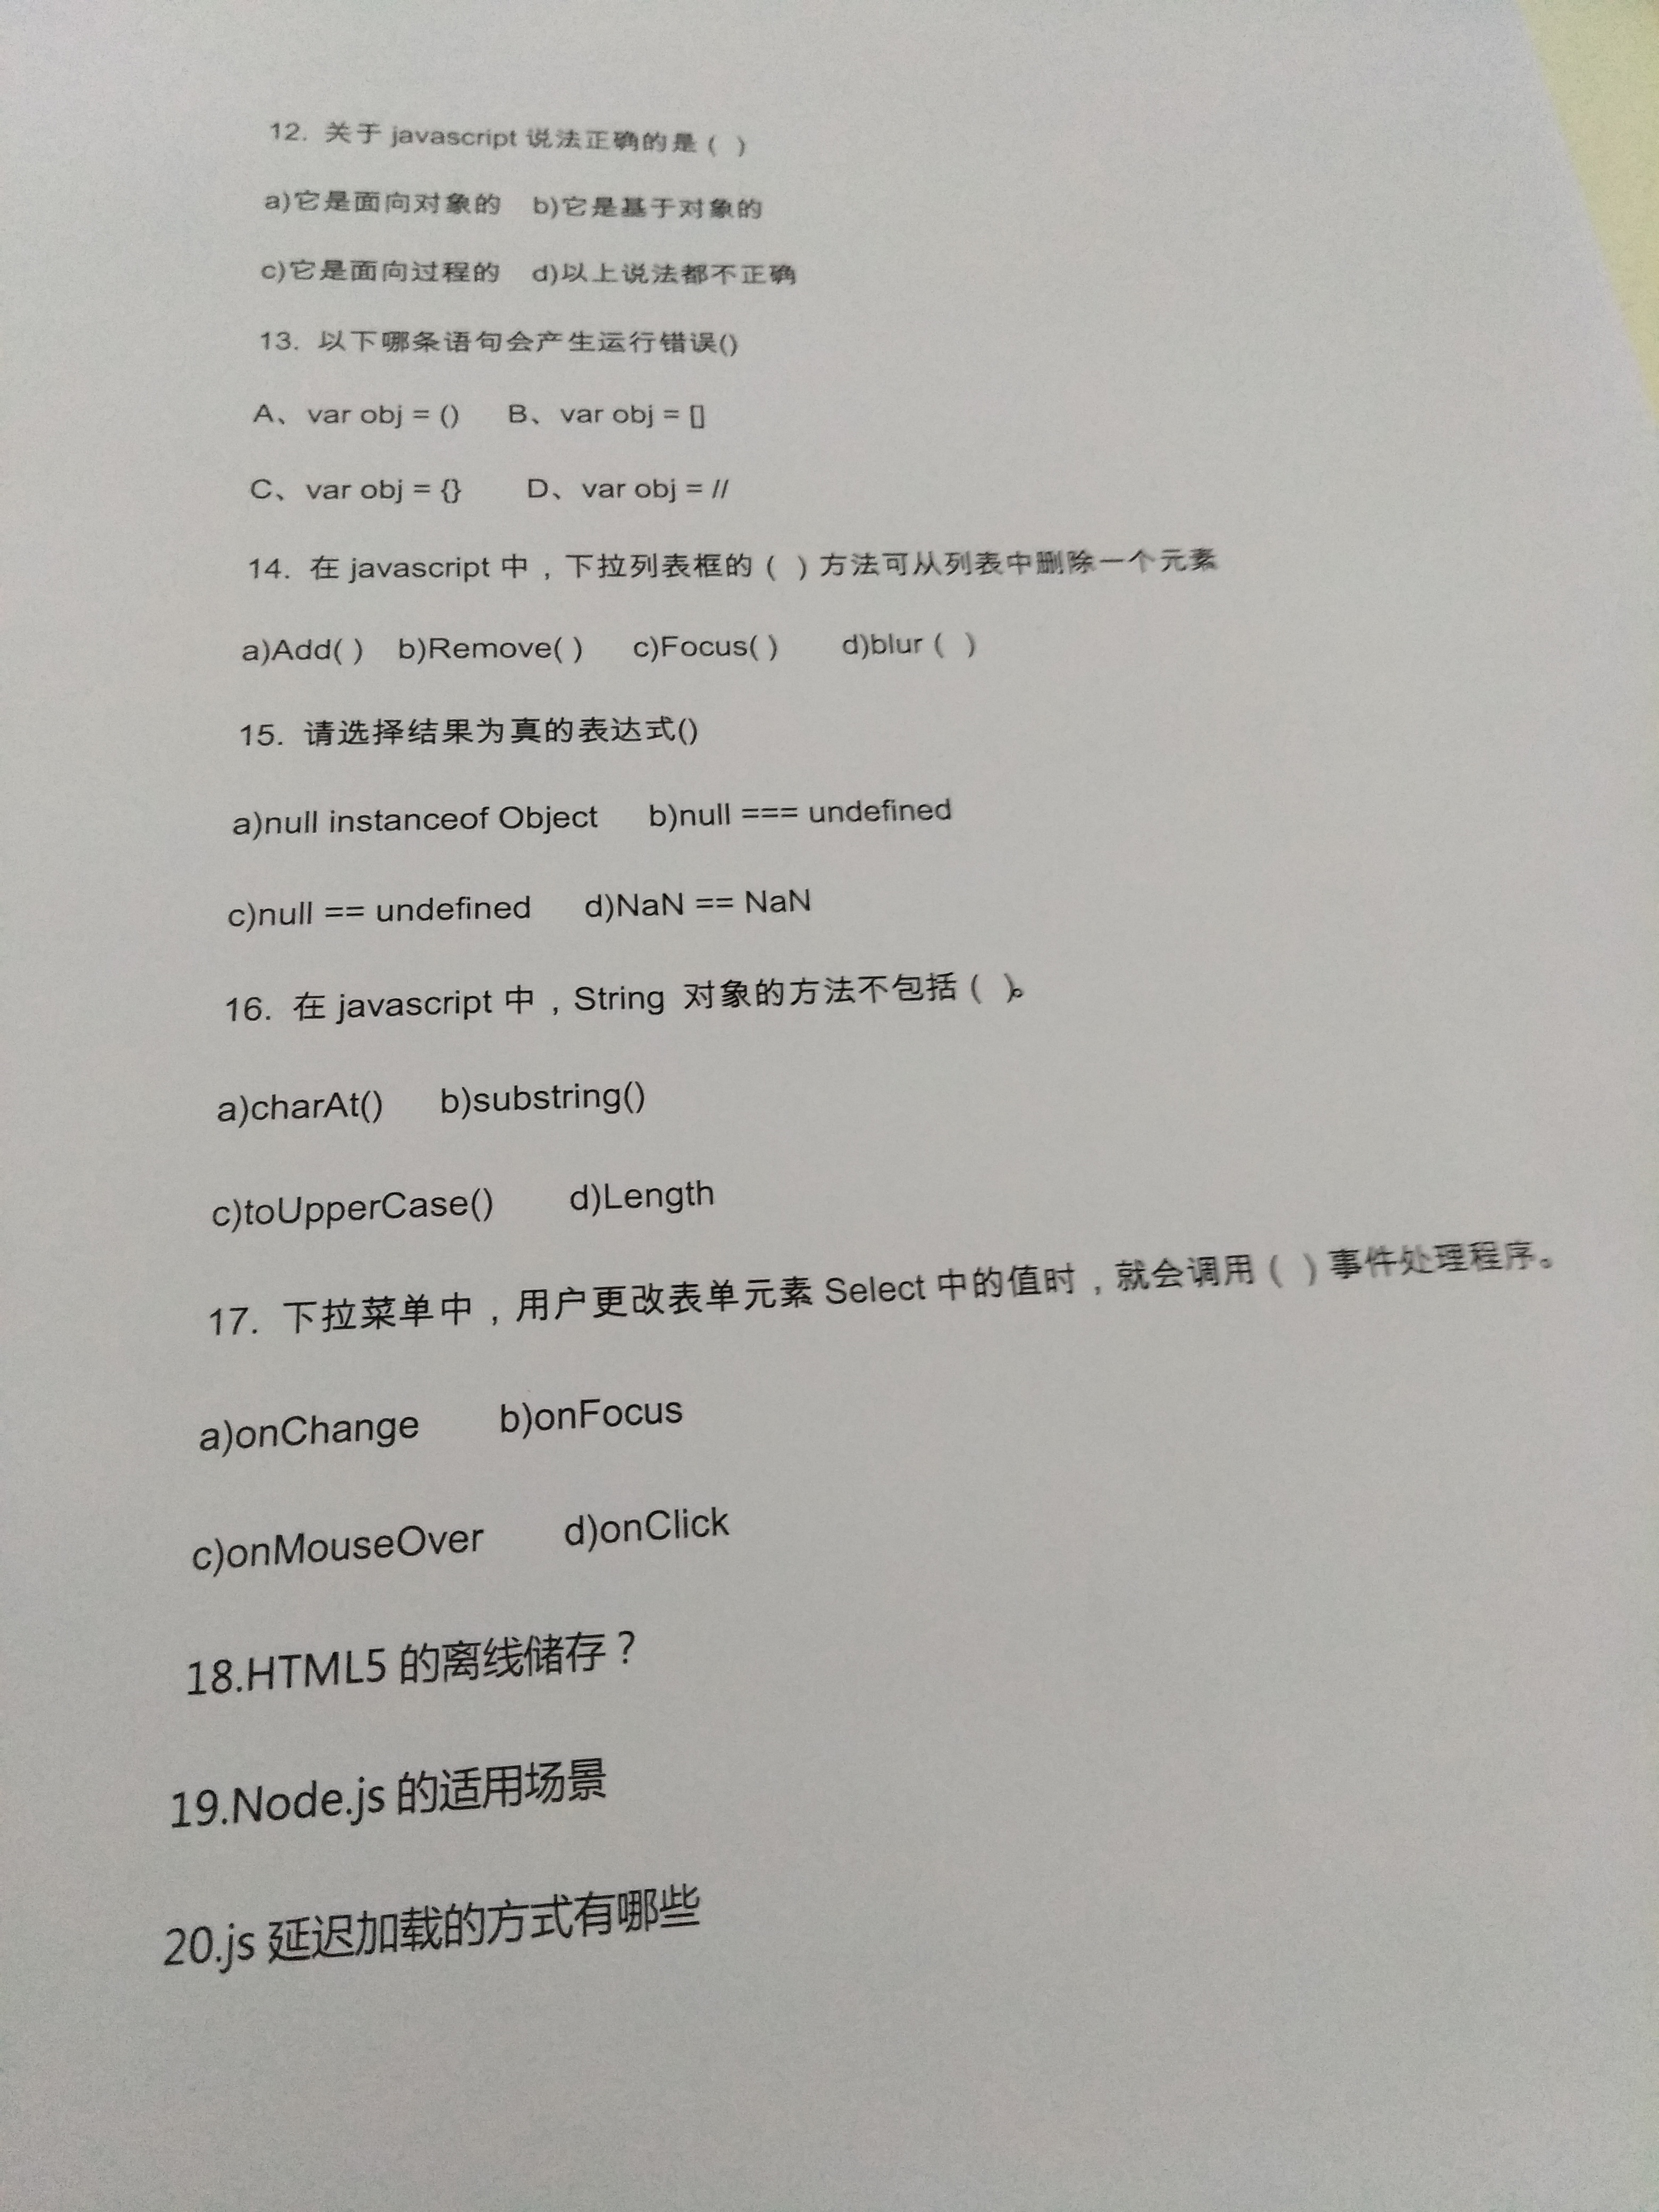 12. 关于 javascript 说法正确的是 ( )
a)它是面向对象的 b)它是基于对象的
c)它是面向过程的 d)以上说法都不正确
13. 以下哪条语句会产生运行错误()
A、var obj = () B、var obj = []
C、var obj = {} D、var obj = //
14. 在 javascript 中，下拉列表框的 ( ) 方法可从列表中删除一个元素
a)Add( ) b)Remove( ) c)Focus( ) d)blur ( )
15. 请选择结果为真的表达式()
a)null instanceof Object b)null === undefined
c)null == undefined d)NaN == NaN
16. 在 javascript 中，String 对象的方法不包括 ( )。
a)charAt() b)substring()
c)toUpperCase() d)Length
17. 下拉菜单中，用户更改表单元素 Select 中的值时，就会调用 ( ) 事件处理程序。
a)onChange b)onFocus
c)onMouseOver d)onClick
18.HTML5 的离线储存？
19.Node.js 的适用场景
20.js 延迟加载的方式有哪些